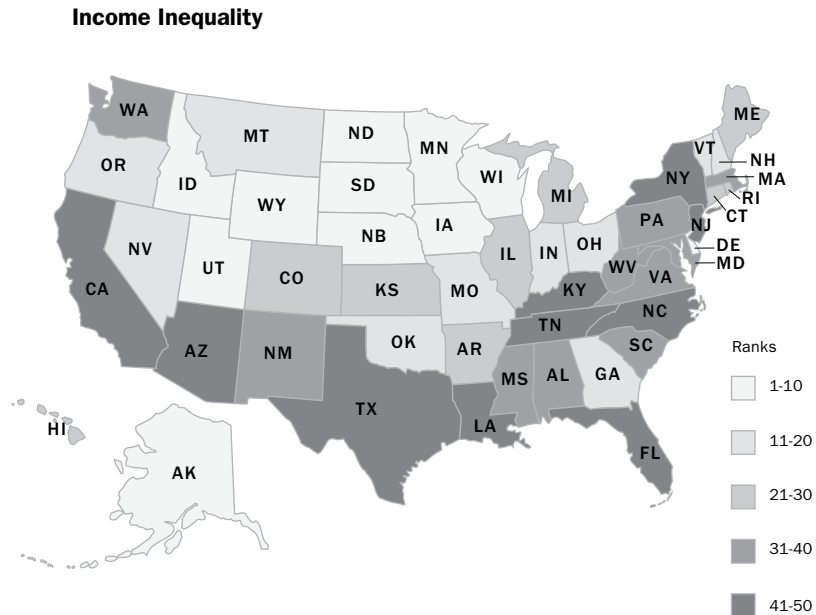 Income Inequality
WA
ME
MT
ND
VT
MN
OR
NH
ID
SD
WI
NY
MA
MI
RI
WY
CT
IA
PA
NJ
NB
NV
OH
DE
IL
IN
MD
UT
WV
CO
VA
CA
KS
MO
KY
NC
TN
OK
AZ
NM
AR
SC
Ranks
MS
AL
GA
1-10
TX
LA
HI
11-20
FL
AK
21-30
31-40
41-50